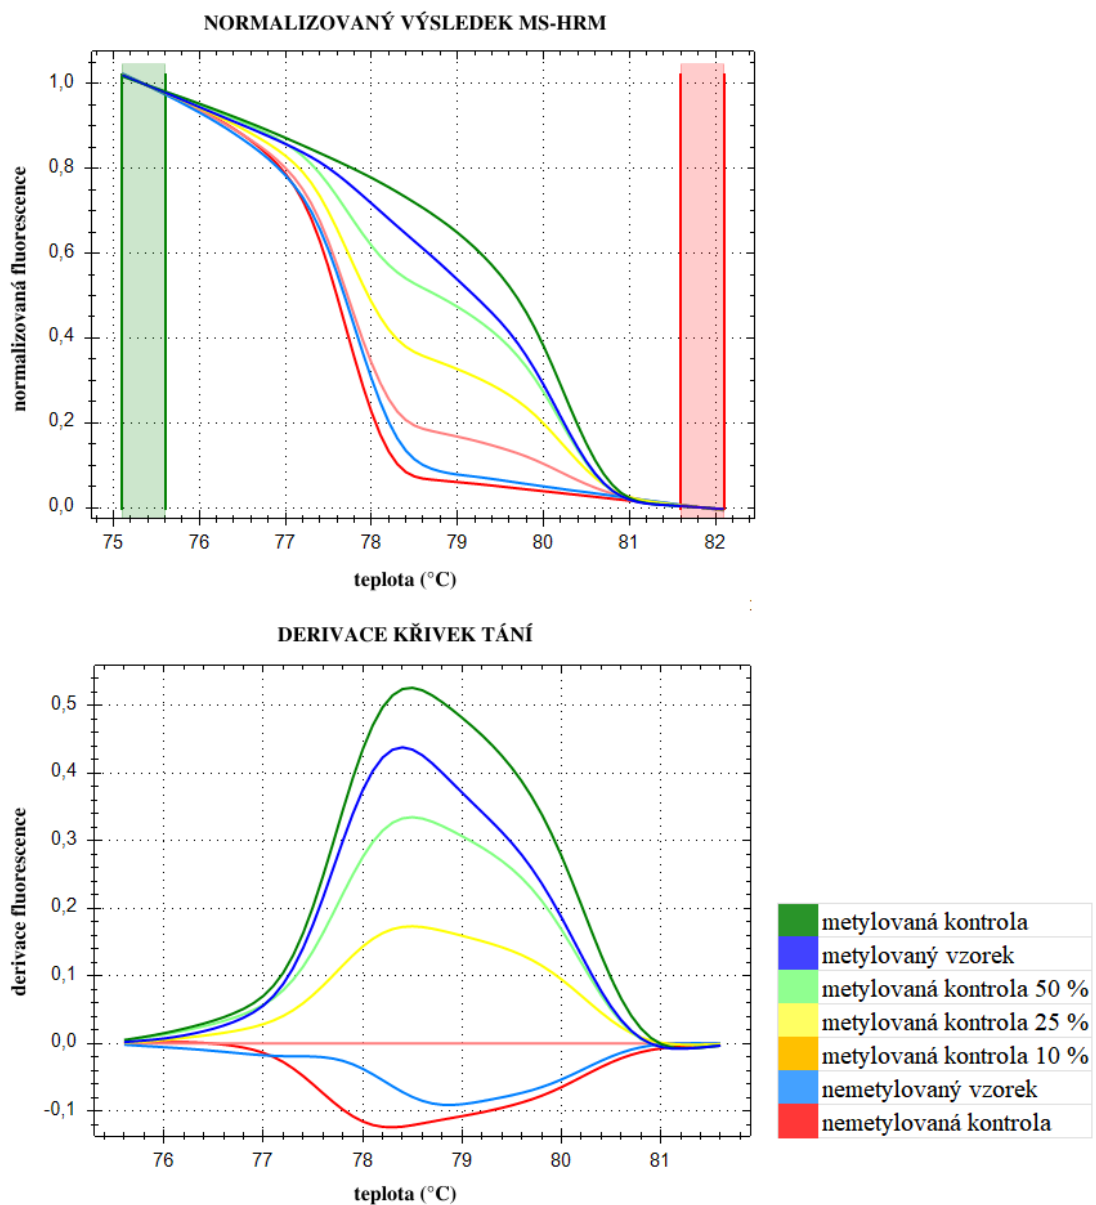 NORMALIZOVANÝ VÝSLEDEK MS-HRM
normalizovaná fluorescence
1,0
0,8
0,6
0,4
0,2
0,0
75 76 77 78 79 80 81 82
teplota (°C)
DERIVACE KŘIVEK TÁNÍ
derivace fluorescence
0,5
0,4
0,3
0,2
0,1
0,0
-0,1
76 77 78 79 80 81
teplota (°C)
metylovaná kontrola
metylovaný vzorek
metylovaná kontrola 50 %
metylovaná kontrola 25 %
metylovaná kontrola 10 %
nemetylovaný vzorek
nemetylovaná kontrola